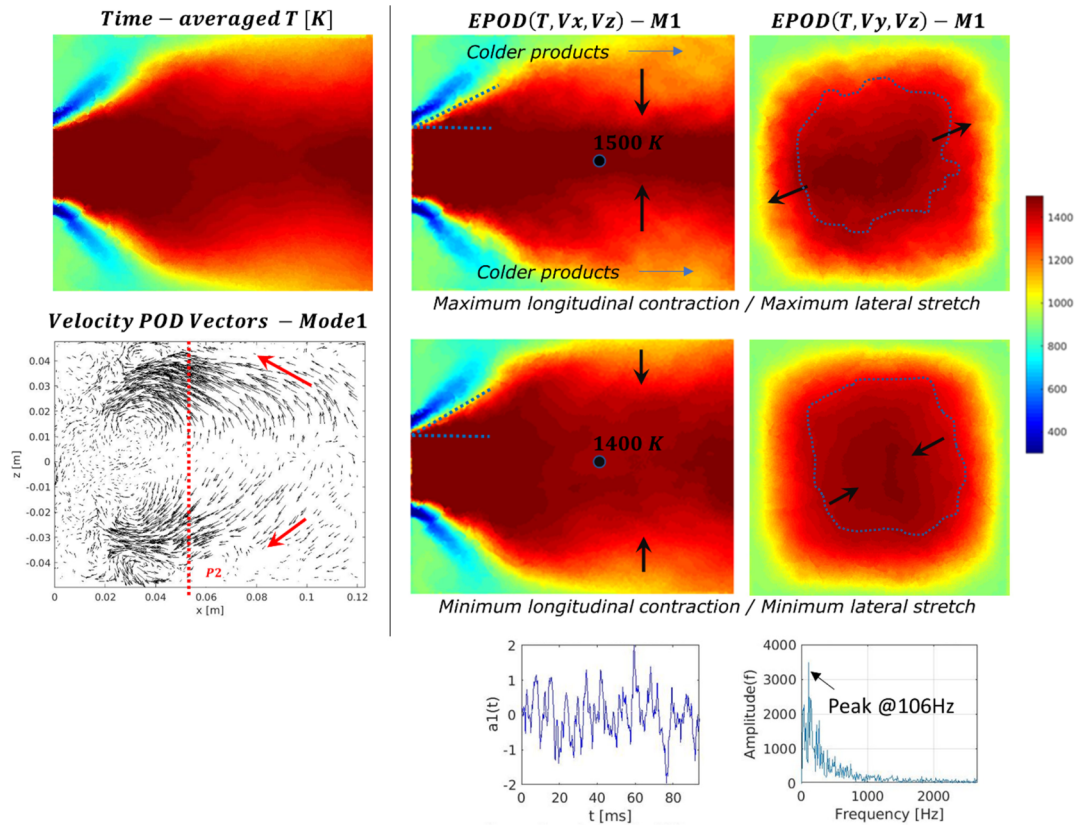 Time − averaged T [K]
EPOD(T, Vx, Vz) − M1
EPOD(T, Vy, Vz) − M1
Colder products
1500 K
Colder products
Maximum longitudinal contraction / Maximum lateral stretch
1400
1200
1000
800
600
400
Velocity POD Vectors − Mode1
0.04
0.03
0.02
0.01
0
-0.01
-0.02
-0.03
-0.04
z [m]
P2
0
0.02
0.04
0.06
0.08
0.1
0.12
x [m]
1400 K
Minimum longitudinal contraction / Minimum lateral stretch
2
1
0
-1
-2
a1(t)
0
20
40
60
80
t [ms]
4000
3000
2000
1000
0
Amplitude(f)
Peak @106Hz
0
1000
2000
Frequency [Hz]